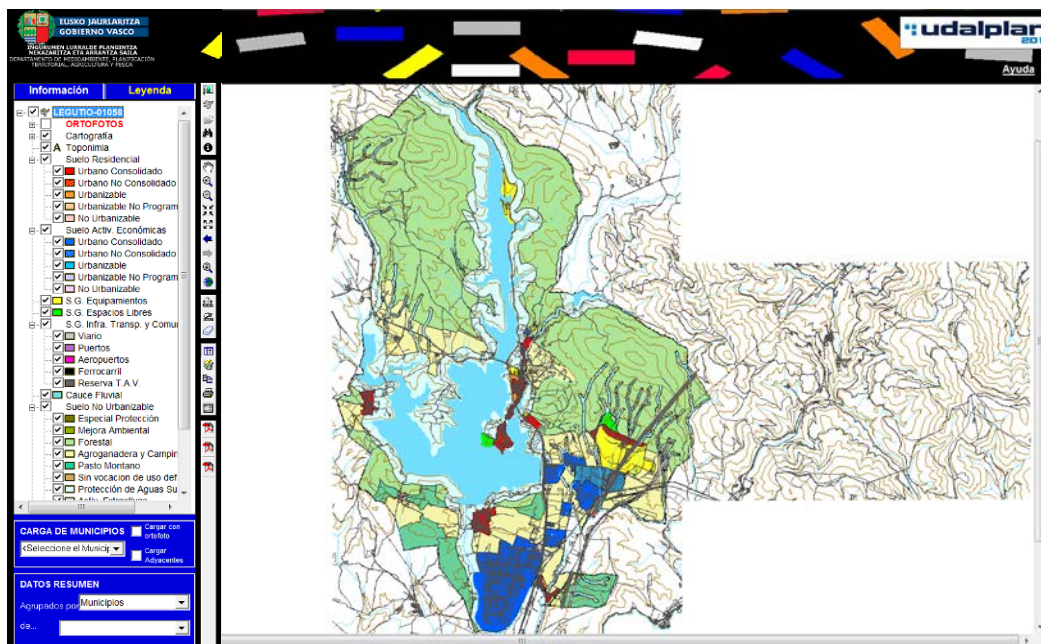 EUSKO JAURLARITZA
GOBIERNO VASCO
INGURUMEN LURRALDE PLANGINTZA
NEKAZARITZA ETA ARRANTZA SAILA
DEPARTAMENTO DE MEDIOAMBIENTE, PLANIFICACIÓN
TERRITORIAL, AGRICULTURA Y PESCA
udalplan
201
Ayuda
Información Leyenda
LEGUTIO-01058
ORTOFOTOS
Cartografía
A Toponimia
Suelo Residencial
Urbano Consolidado
Urbano No Consolidado
Urbanizable
Urbanizable No Program
No Urbanizable
Suelo Activ. Económicas
Urbano Consolidado
Urbano No Consolidado
Urbanizable
Urbanizable No Program
No Urbanizable
S.G. Equipamientos
S.G. Espacios Libres
S.G. Infra. Transp. y Comu
Viario
Puertos
Aeropuertos
Ferrocarril
Reserva T.A.V.
Cauce Fluvial
Suelo No Urbanizable
Especial Protección
Mejora Ambiental
Forestal
Agroganadera y Campiñ
Pasto Montano
Sin vocacion de uso def
Protección de Aguas Su
CARGA DE MUNICIPIOS
Cargar con
ortofoto
<Seleccione el Municip
Cargar
Adyacentes
DATOS RESUMEN
Agrupados por Municipios
de...